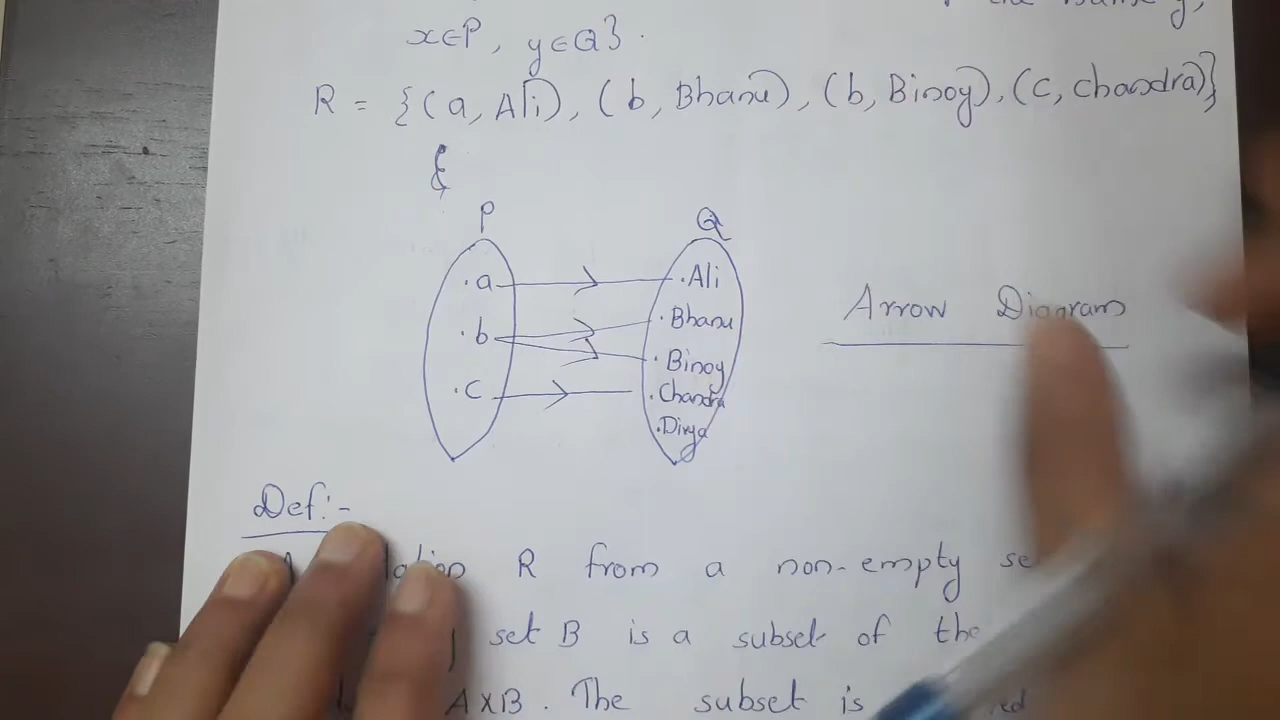 the
x∈P, y∈Q}.
R = {(a, Ali), (b, Bhanu), (b, Binoy), (c, Chandra)}
{
P Q
.a .Ali
Arrow Diagram
.b .Bhanu
.Binoy
.c .Chandra
.Divya
Def:-
R from a non-empty
set B is a subset of the
A×B. The subset is